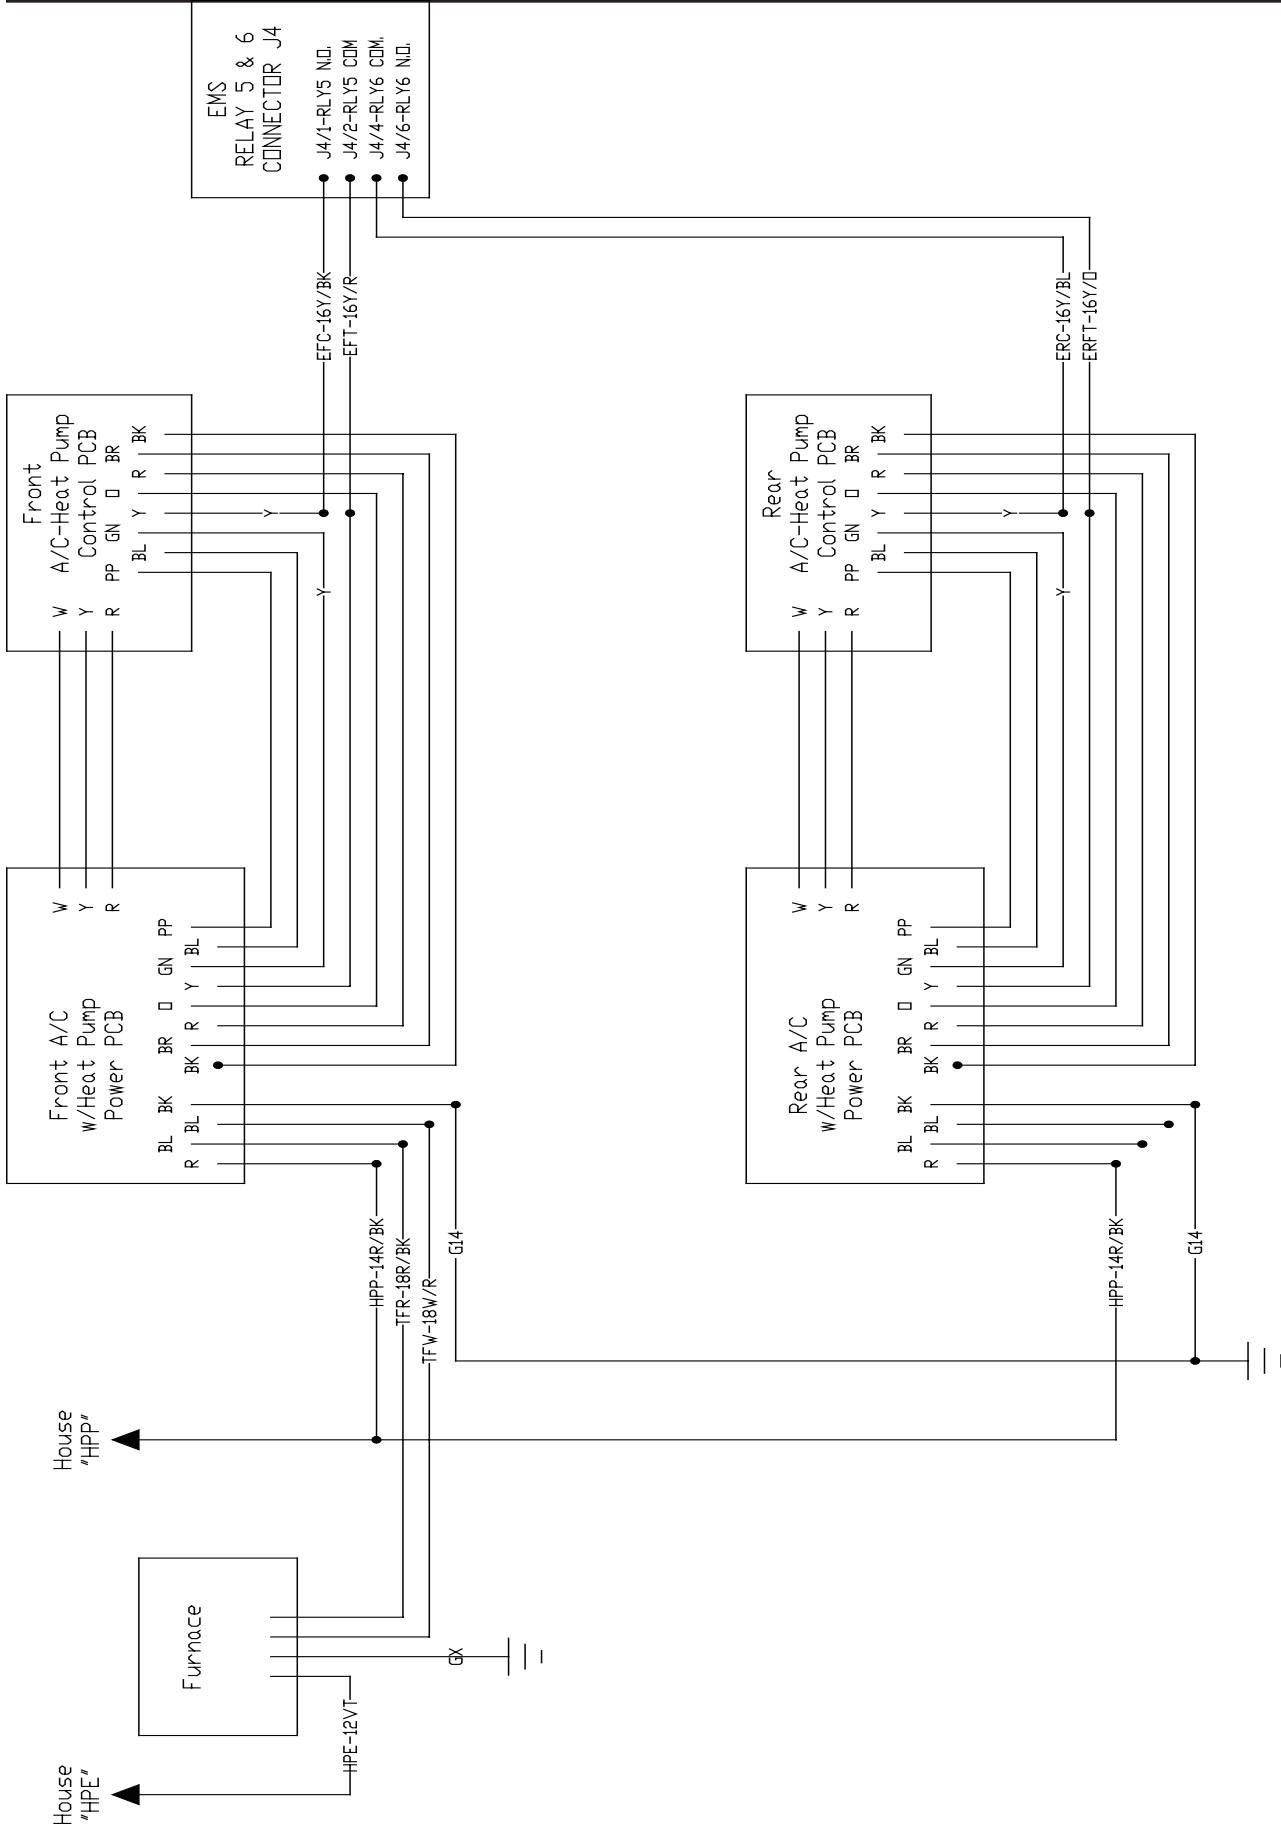 EMS
RELAY 5 & 6
CONNECTOR J4
J4/1-RLY5 N.O.
J4/2-RLY5 COM
J4/4-RLY6 COM.
J4/6-RLY6 N.O.
EFC-16Y/BK
EFT-16Y/R
ERC-16Y/BL
ERFT-16Y/O
Front
A/C-Heat Pump
Control PCB
BK
BR
R
O
Y
GN
BL
PP
W
Y
R
Y
Y
Rear
A/C-Heat Pump
Control PCB
BK
BR
R
O
Y
GN
BL
PP
W
Y
R
Y
Y
Front A/C
w/Heat Pump
Power PCB
W
Y
R
PP
BL
GN
Y
O
R
BR
BK
BK
BL
BL
R
Rear A/C
w/Heat Pump
Power PCB
W
Y
R
PP
BL
GN
Y
O
R
BR
BK
BK
BL
BL
R
HPP-14R/BK
TFR-18R/BK
TFW-18W/R
G14
HPP-14R/BK
G14
House
"HPP"
Furnace
GX
HPE-12VT
House
"HPE"